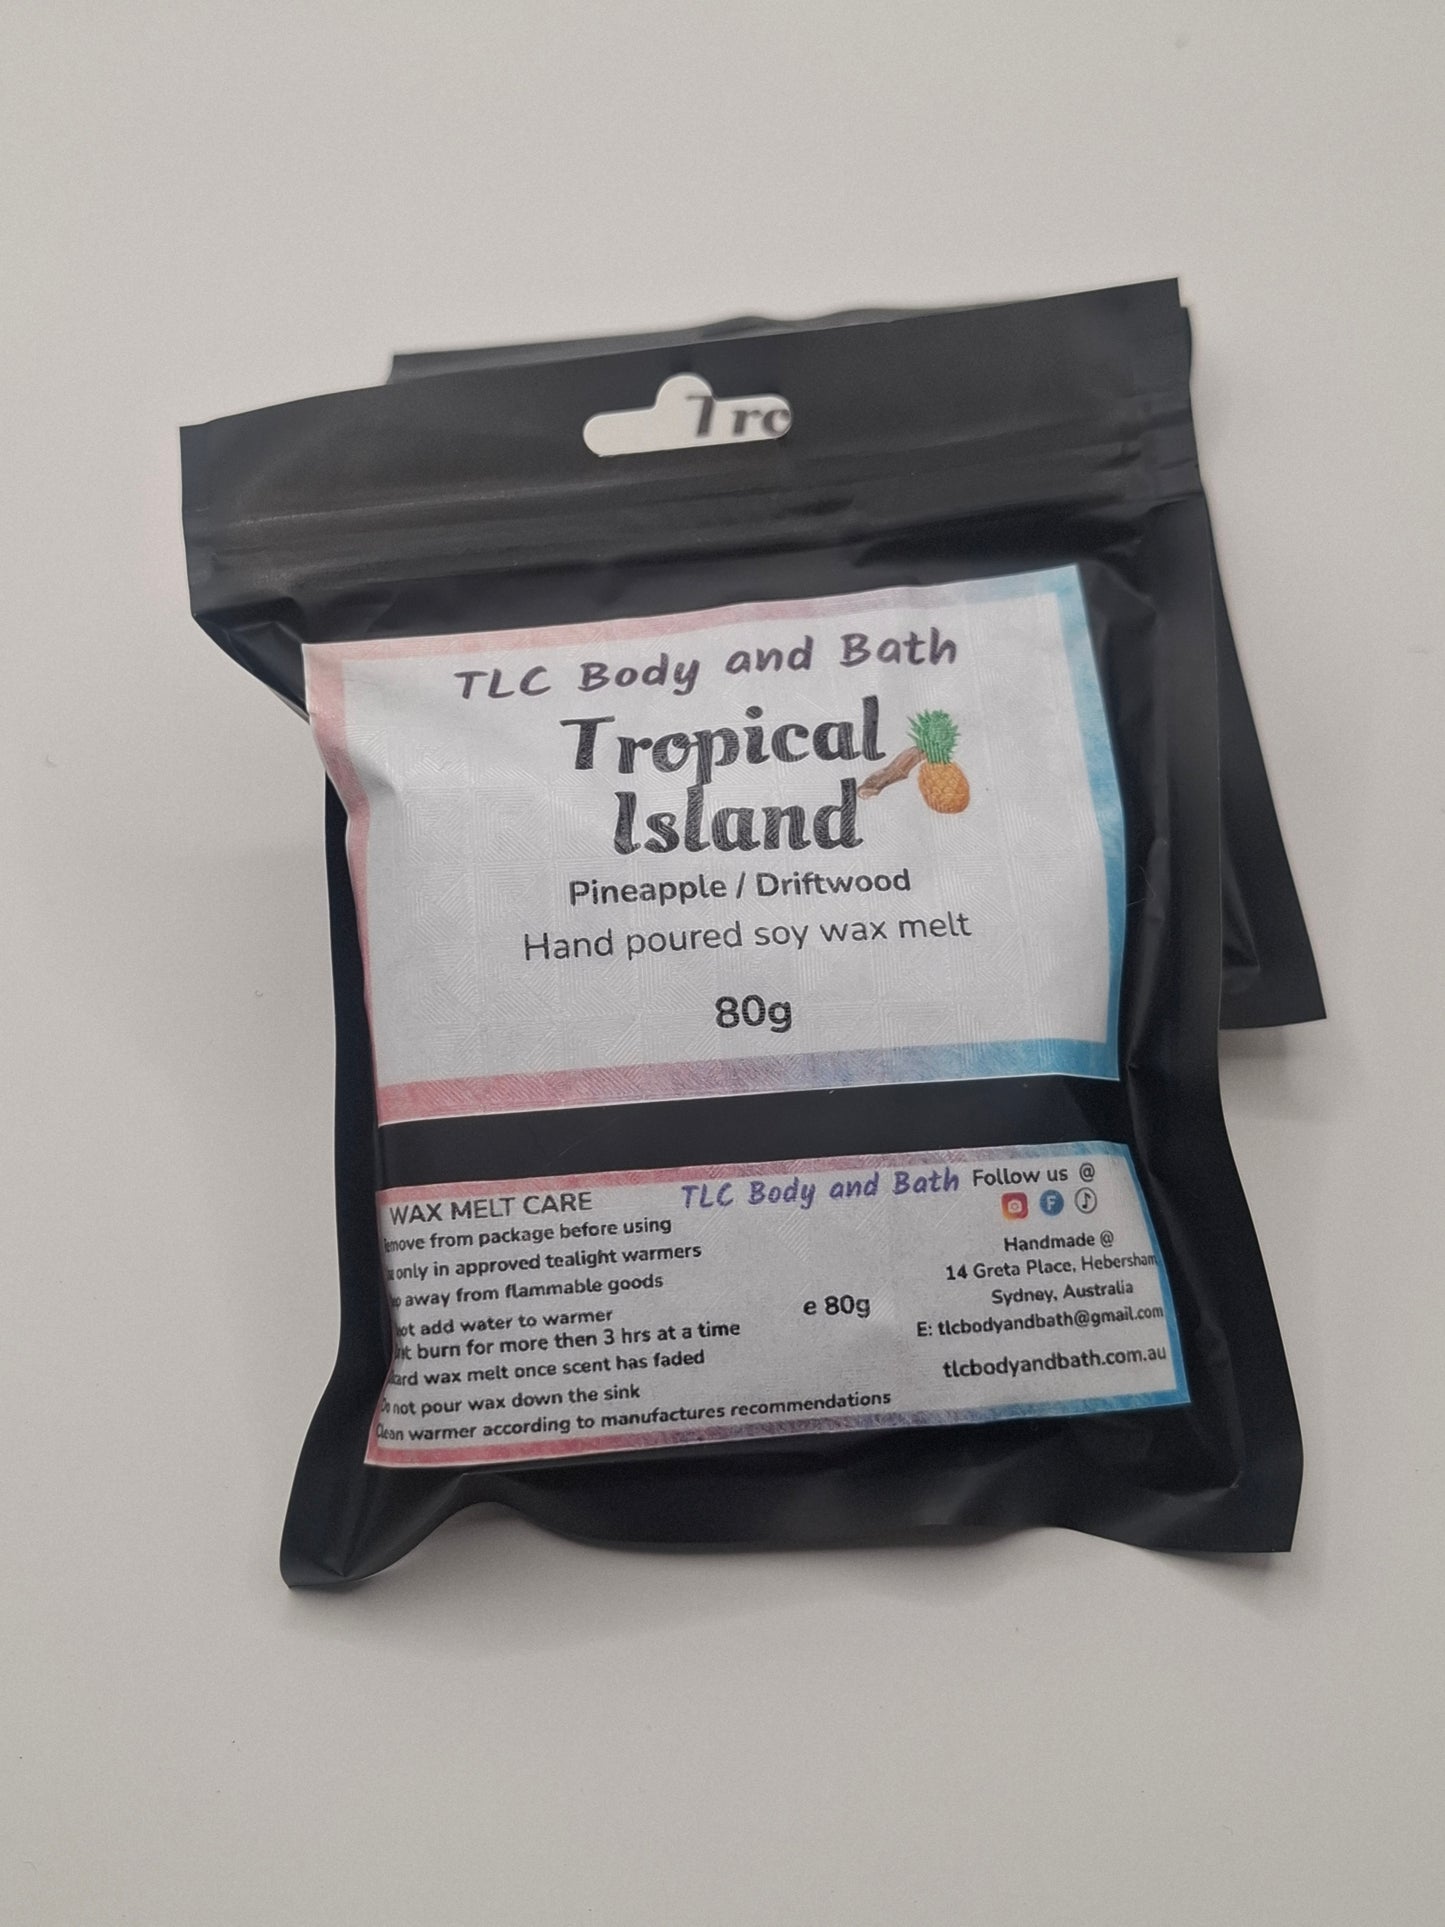 Tro
TLC Body and Bath
Tropical
Island
Pineapple / Driftwood
Hand poured soy wax melt
80g
WAX MELT CARE
emove from package before using
only in approved tealight warmers
away from flammable goods
not add water to warmer
burn for more then 3 hrs at a time
wax melt once scent has faded
Do not pour wax down the sink
Clean warmer according to manufactures recommendations
TLC Body and Bath
e 80g
Follow us @
Handmade @
14 Greta Place, Hebersham
Sydney, Australia
E: tlcbodyandbath@gmail.com
tlcbodyandbath.com.au